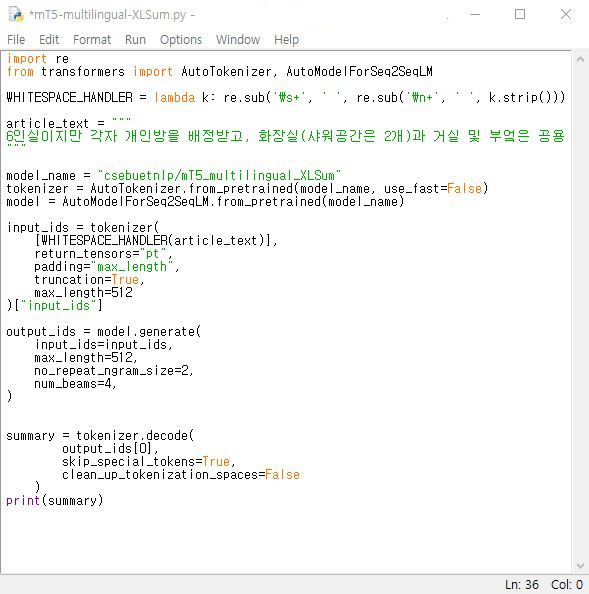 *mT5-multilingual-XLSum.py -
File Edit Format Run Options Window Help
import re
from transformers import AutoTokenizer, AutoModelForSeq2SeqLM
WHITESPACE_HANDLER = lambda k: re.sub('₩s+', ' ', re.sub('₩n+', ' ', k.strip()))
article_text = """
6인실이지만 각자 개인방을 배정받고, 화장실(샤워공간은 2개)과 거실 및 부엌은 공용
"""
model_name = "csebuetnlp/mT5_multilingual_XLSum"
tokenizer = AutoTokenizer.from_pretrained(model_name, use_fast=False)
model = AutoModelForSeq2SeqLM.from_pretrained(model_name)
input_ids = tokenizer(
    [WHITESPACE_HANDLER(article_text)],
    return_tensors="pt",
    padding="max_length",
    truncation=True,
    max_length=512
)["input_ids"]
output_ids = model.generate(
    input_ids=input_ids,
    max_length=512,
    no_repeat_ngram_size=2,
    num_beams=4,
)
summary = tokenizer.decode(
        output_ids[0],
        skip_special_tokens=True,
        clean_up_tokenization_spaces=False
    )
print(summary)
Ln: 36 Col: 0